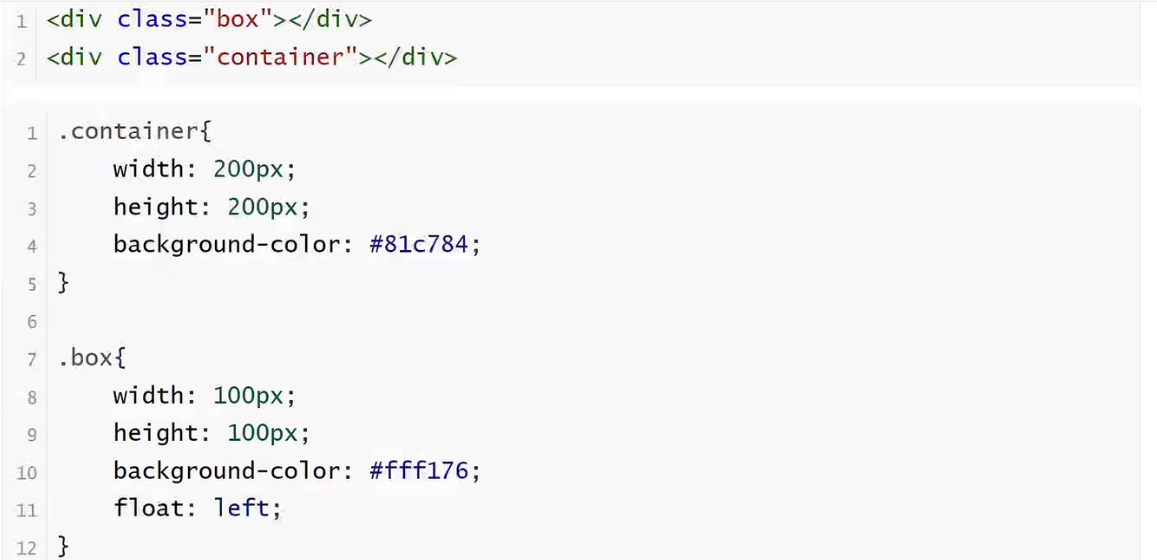 1 <div class="box"></div>
2 <div class="container"></div>
1 .container{
2     width: 200px;
3     height: 200px;
4     background-color: #81c784;
5 }
6
7 .box{
8     width: 100px;
9     height: 100px;
10     background-color: #fff176;
11     float: left;
12 }